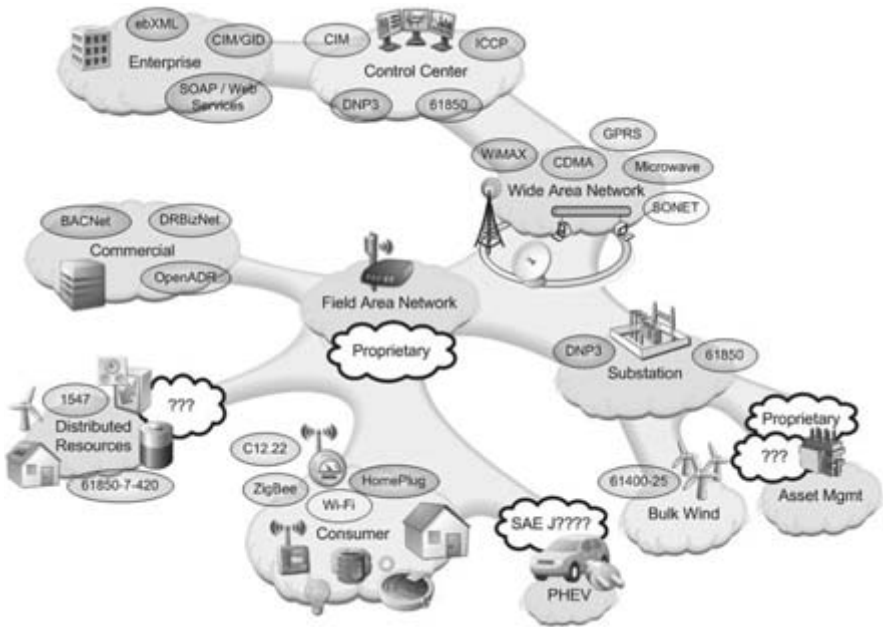 ebXML
CIM/GID
Enterprise
SOAP / Web
Services
CIM
ICCP
Control Center
DNP3
61850
GPRS
WiMAX
CDMA
Microwave
Wide Area Network
SONET
BACNet
DRBizNet
Commercial
OpenADR
Field Area Network
Proprietary
DNP3
61850
Substation
1547
???
Distributed
Resources
61850-7-420
C12.22
ZigBee
HomePlug
Wi-Fi
Consumer
SAE J????
PHEV
61400-25
Bulk Wind
Proprietary
???
Asset Mgmt